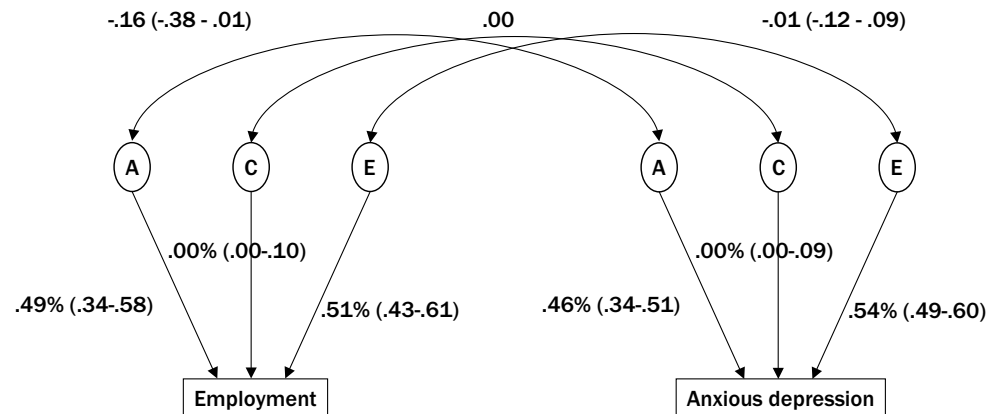 -.16 (-.38 - .01) .00 -.01 (-.12 - .09)
A C E A C E
.00% (.00-.10) .00% (.00-.09)
.49% (.34-.58) .51% (.43-.61) .46% (.34-.51) .54% (.49-.60)
Employment Anxious depression